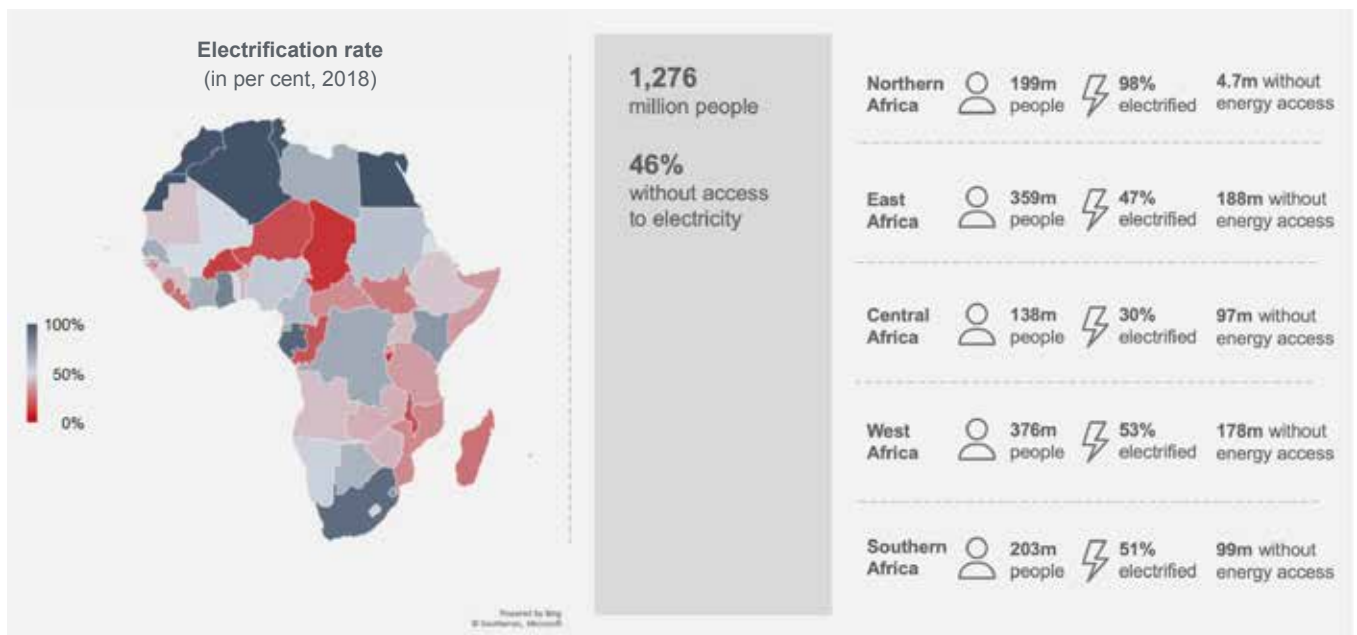 Electrification rate
(in per cent, 2018)
100%
50%
0%
Powered by Bing
© GeoNames, Microsoft
1,276
million people
46%
without access
to electricity
Northern
Africa
199m
people
98%
electrified
4.7m without
energy access
East
Africa
359m
people
47%
electrified
188m without
energy access
Central
Africa
138m
people
30%
electrified
97m without
energy access
West
Africa
376m
people
53%
electrified
178m without
energy access
Southern
Africa
203m
people
51%
electrified
99m without
energy access